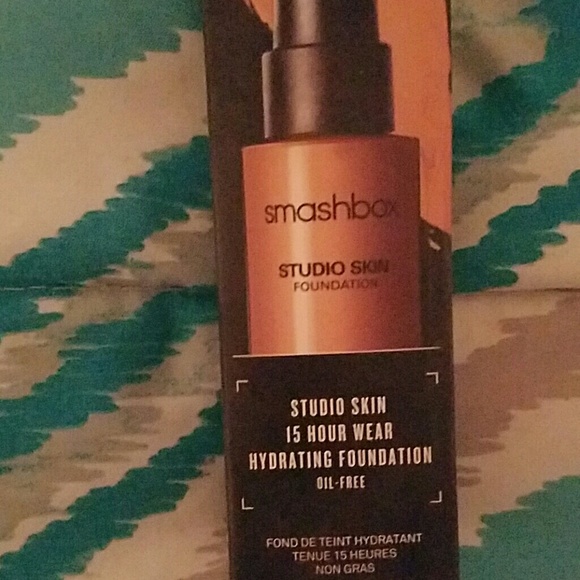 smashbox
STUDIO SKIN
FOUNDATION
STUDIO SKIN
15 HOUR WEAR
HYDRATING FOUNDATION
OIL-FREE
FOND DE TEINT HYDRATANT
TENUE 15 HEURES
NON GRAS